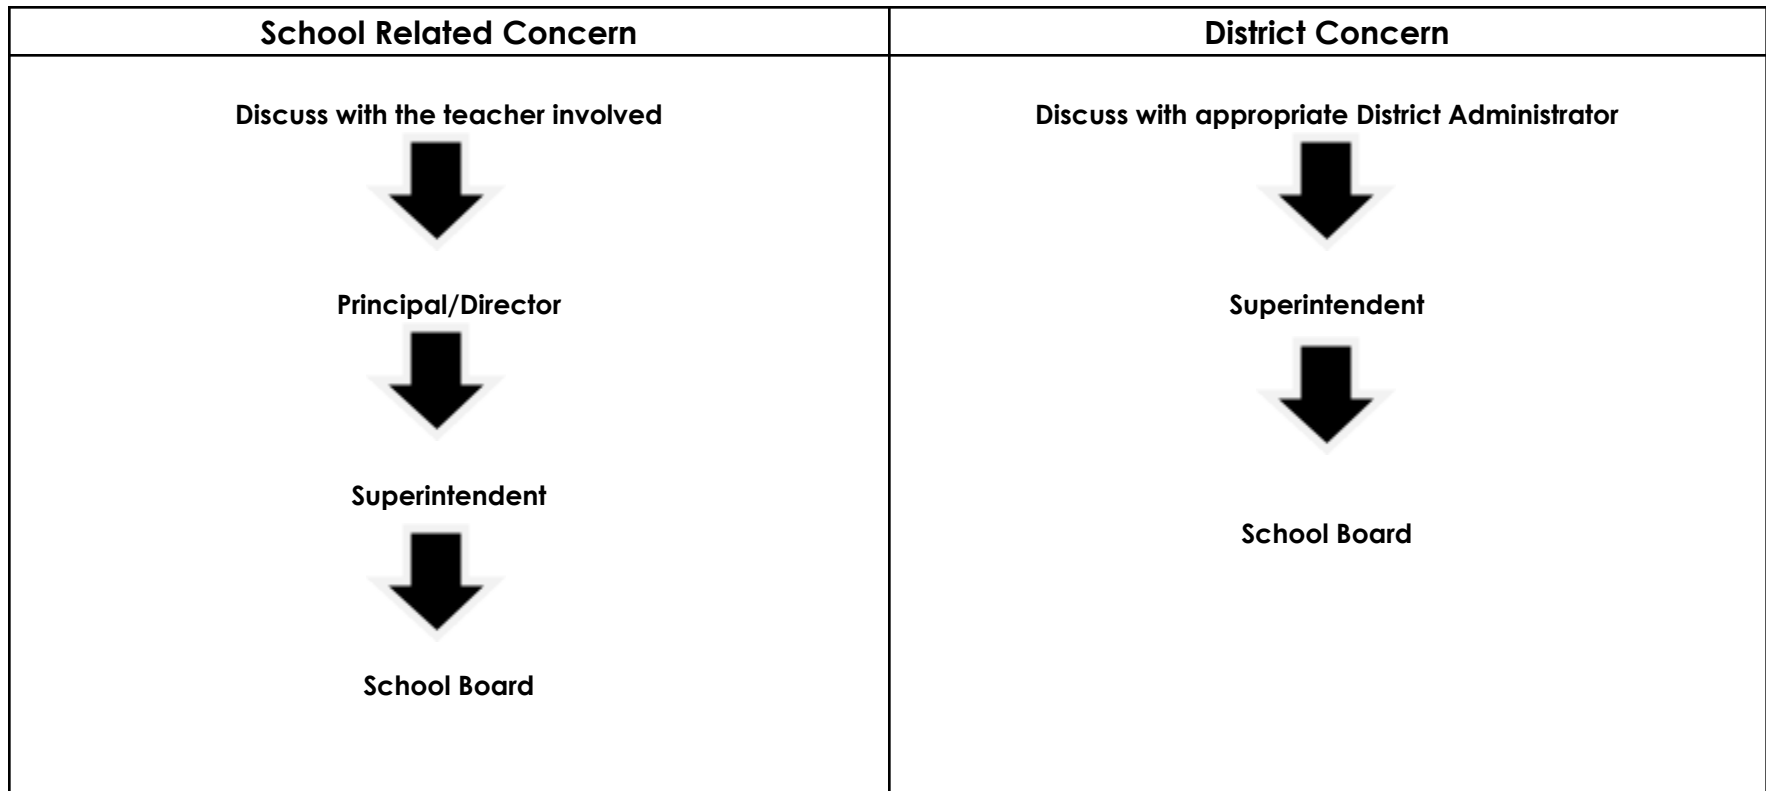 School Related Concern
District Concern
Discuss with the teacher involved
Principal/Director
Superintendent
School Board
Discuss with appropriate District Administrator
Superintendent
School Board